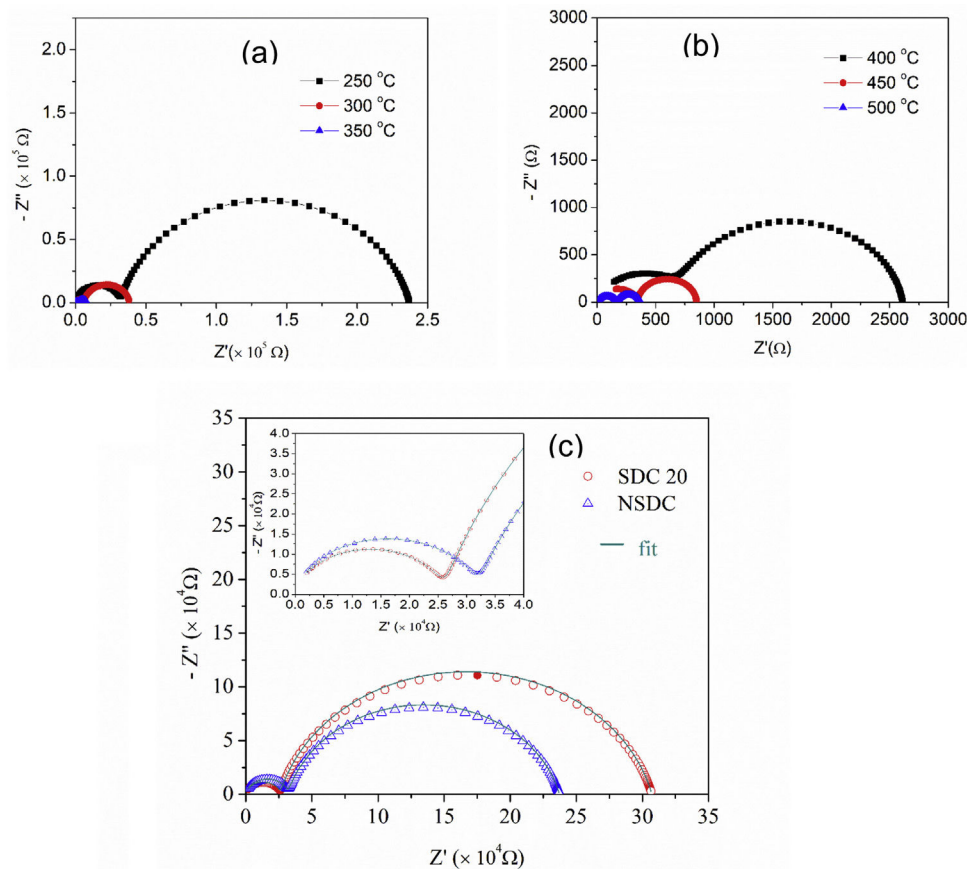 (a)
250 °C
300 °C
350 °C
2.0
1.5
1.0
0.5
0.0
0.0 0.5 1.0 1.5 2.0 2.5
- Z'' (× 10⁵ Ω)
Z'(× 10⁵ Ω)
(b)
400 °C
450 °C
500 °C
3000
2500
2000
1500
1000
500
0
0 500 1000 1500 2000 2500 3000
- Z'' (Ω)
Z'(Ω)
(c)
SDC 20
NSDC
fit
35
30
25
20
15
10
5
0
0 5 10 15 20 25 30 35
- Z'' (× 10⁴Ω)
Z' (× 10⁴Ω)
4.0
3.5
3.0
2.5
2.0
1.5
1.0
0.5
0.0
0.0 0.5 1.0 1.5 2.0 2.5 3.0 3.5 4.0
- Z'' (× 10⁴Ω)
Z' (× 10⁴Ω)